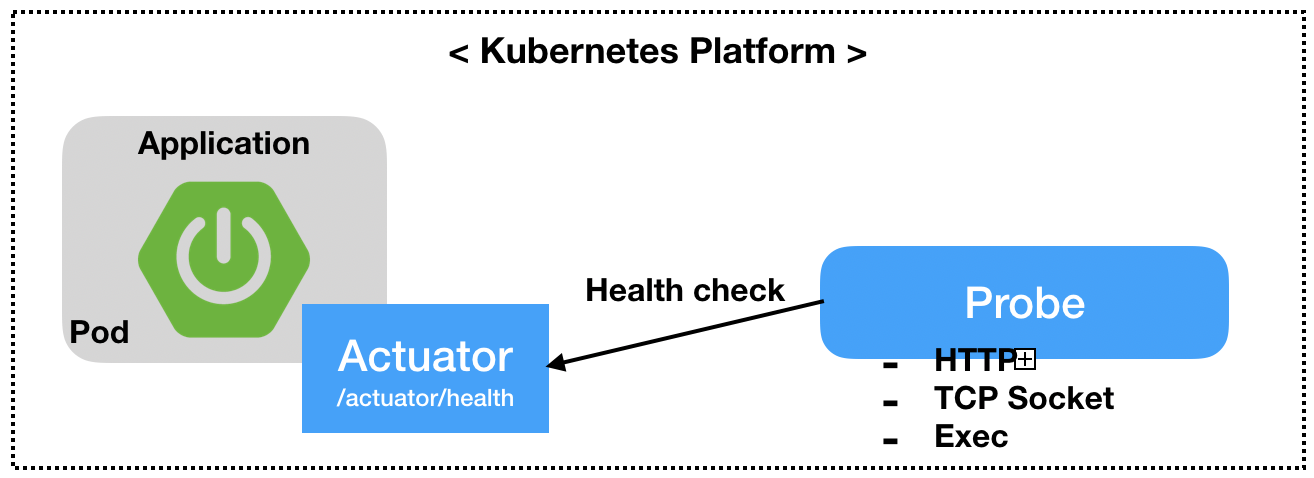 < Kubernetes Platform >
Application
Pod
Actuator
/actuator/health
Health check
Probe
- HTTP
- TCP Socket
- Exec